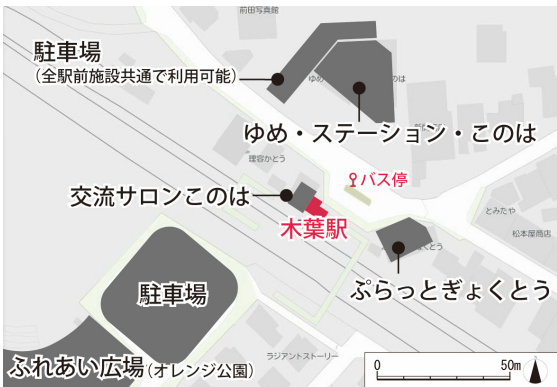 前田写真館
駐車場
（全駅前施設共通で利用可能）
ゆめ・ステーション・このは
理容かとう
バス停
交流サロンこのは
木葉駅
とみたや
松本屋商店
ぷらっとぎょくとう
駐車場
ラジアントストーリー
ふれあい広場（オレンジ公園）
0 50m